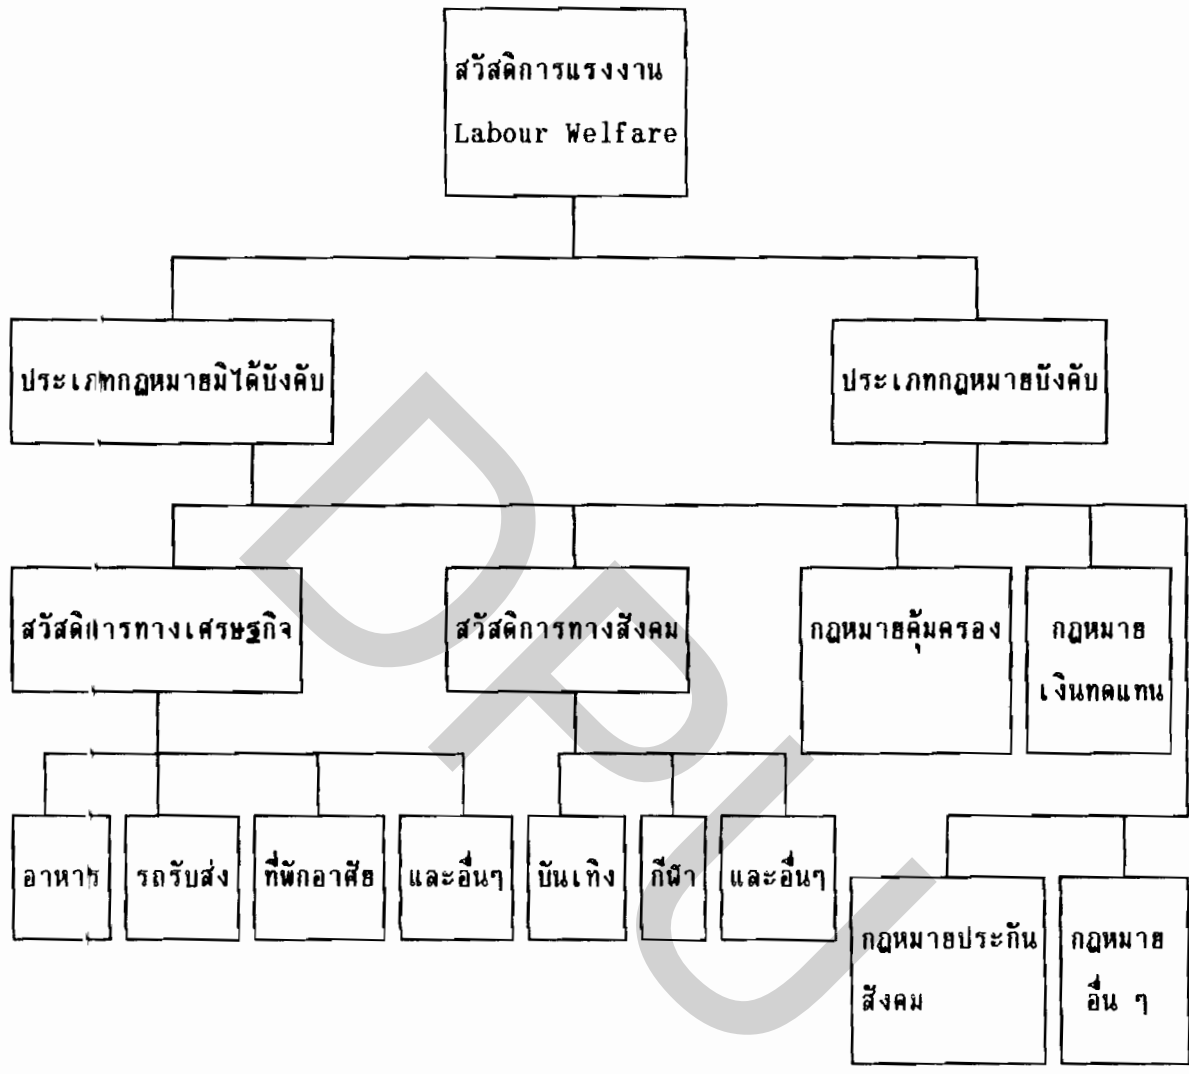 สวัสดิการแรงงาน
Labour Welfare
ประเภทกฎหมายมิได้บังคับ
ประเภทกฎหมายบังคับ
สวัสดิการทางเศรษฐกิจ
สวัสดิการทางสังคม
กฎหมายคุ้มครอง
กฎหมาย
เงินทดแทน
อาหาร
รถรับส่ง
ที่พักอาศัย
และอื่นๆ
บันเทิง
กีฬา
และอื่นๆ
กฎหมายประกัน
สังคม
กฎหมาย
อื่น ๆ
DPU